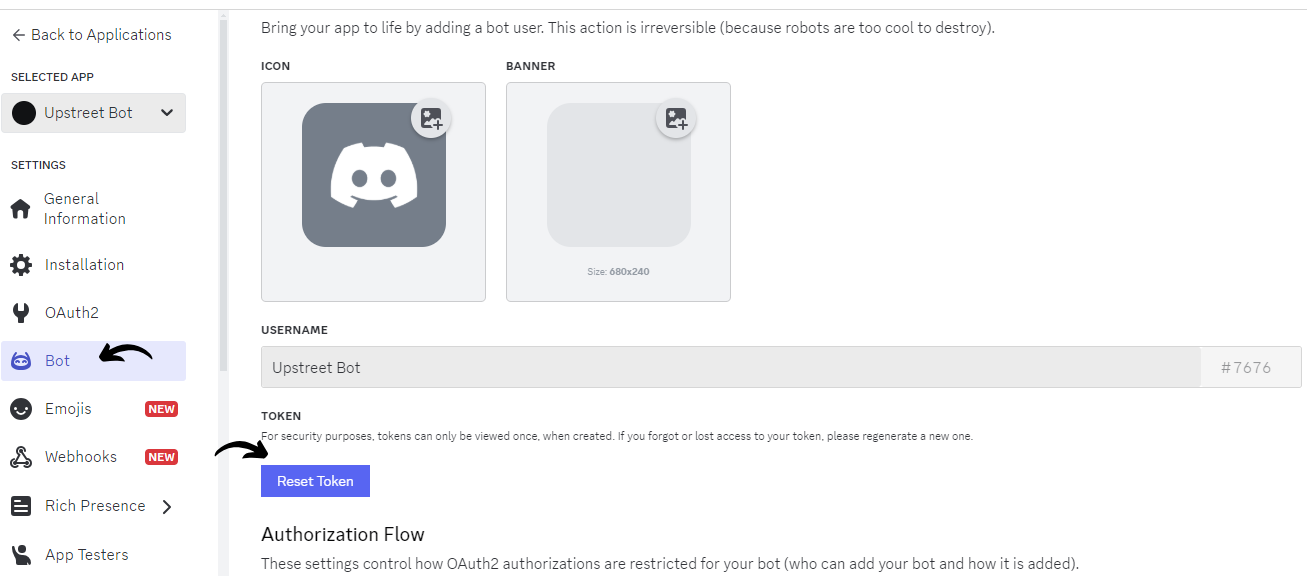 Back to Applications
SELECTED APP
Upstreet Bot
SETTINGS
General
Information
Installation
OAuth2
Bot
Emojis NEW
Webhooks NEW
Rich Presence
App Testers
Bring your app to life by adding a bot user. This action is irreversible (because robots are too cool to destroy).
ICON BANNER
Size: 680x240
USERNAME
Upstreet Bot #7676
TOKEN
For security purposes, tokens can only be viewed once, when created. If you forgot or lost access to your token, please regenerate a new one.
Reset Token
Authorization Flow
These settings control how OAuth2 authorizations are restricted for your bot (who can add your bot and how it is added).